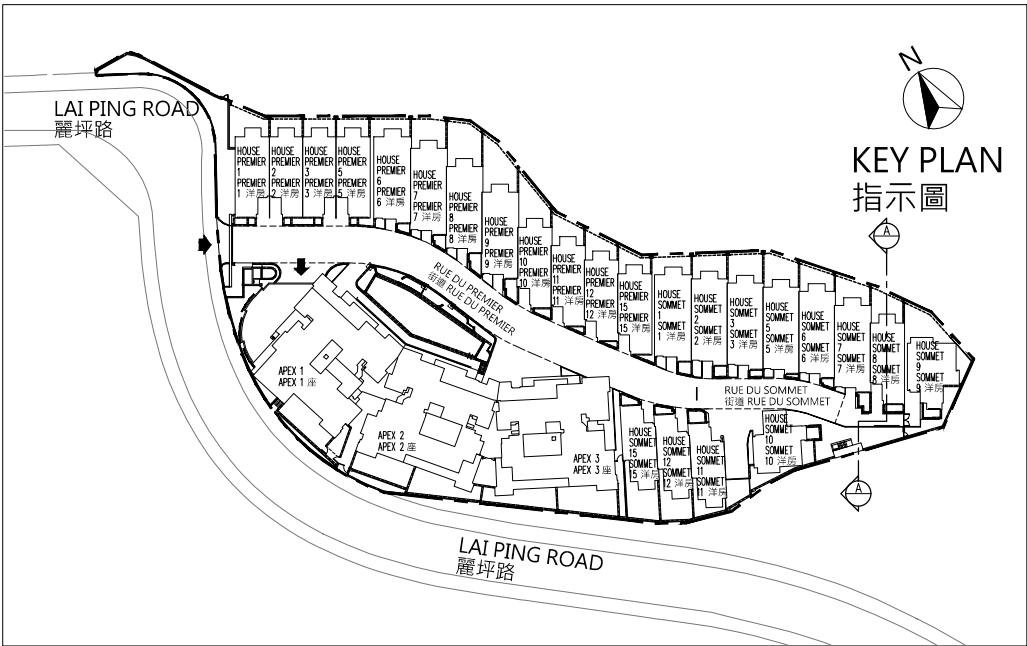 N
KEY PLAN
指示圖
A
LAI PING ROAD
麗坪路
HOUSE
PREMIER
1
PREMIER
1 洋房
HOUSE
PREMIER
2
PREMIER
2 洋房
HOUSE
PREMIER
3
PREMIER
3 洋房
HOUSE
PREMIER
5
PREMIER
5 洋房
HOUSE
PREMIER
6
PREMIER
6 洋房
HOUSE
PREMIER
7
PREMIER
7 洋房
HOUSE
PREMIER
8
PREMIER
8 洋房
HOUSE
PREMIER
9
PREMIER
9 洋房
HOUSE
PREMIER
10
PREMIER
10 洋房
HOUSE
PREMIER
11
PREMIER
11 洋房
HOUSE
PREMIER
12
PREMIER
12 洋房
HOUSE
PREMIER
15
PREMIER
15 洋房
HOUSE
SOMMET
1
SOMMET
1 洋房
HOUSE
SOMMET
2
SOMMET
2 洋房
HOUSE
SOMMET
3
SOMMET
3 洋房
HOUSE
SOMMET
5
SOMMET
5 洋房
HOUSE
SOMMET
6
SOMMET
6 洋房
HOUSE
SOMMET
7
SOMMET
7 洋房
HOUSE
SOMMET
8
SOMMET
8 洋房
HOUSE
SOMMET
9
SOMMET
9 洋房
RUE DU PREMIER
街道 RUE DU PREMIER
RUE DU SOMMET
街道 RUE DU SOMMET
APEX 1
APEX 1 座
APEX 2
APEX 2 座
APEX 3
APEX 3 座
HOUSE
SOMMET
15
SOMMET
15 洋房
HOUSE
SOMMET
12
SOMMET
12 洋房
HOUSE
SOMMET
11
SOMMET
11 洋房
HOUSE
SOMMET
10
SOMMET
10 洋房
A
LAI PING ROAD
麗坪路